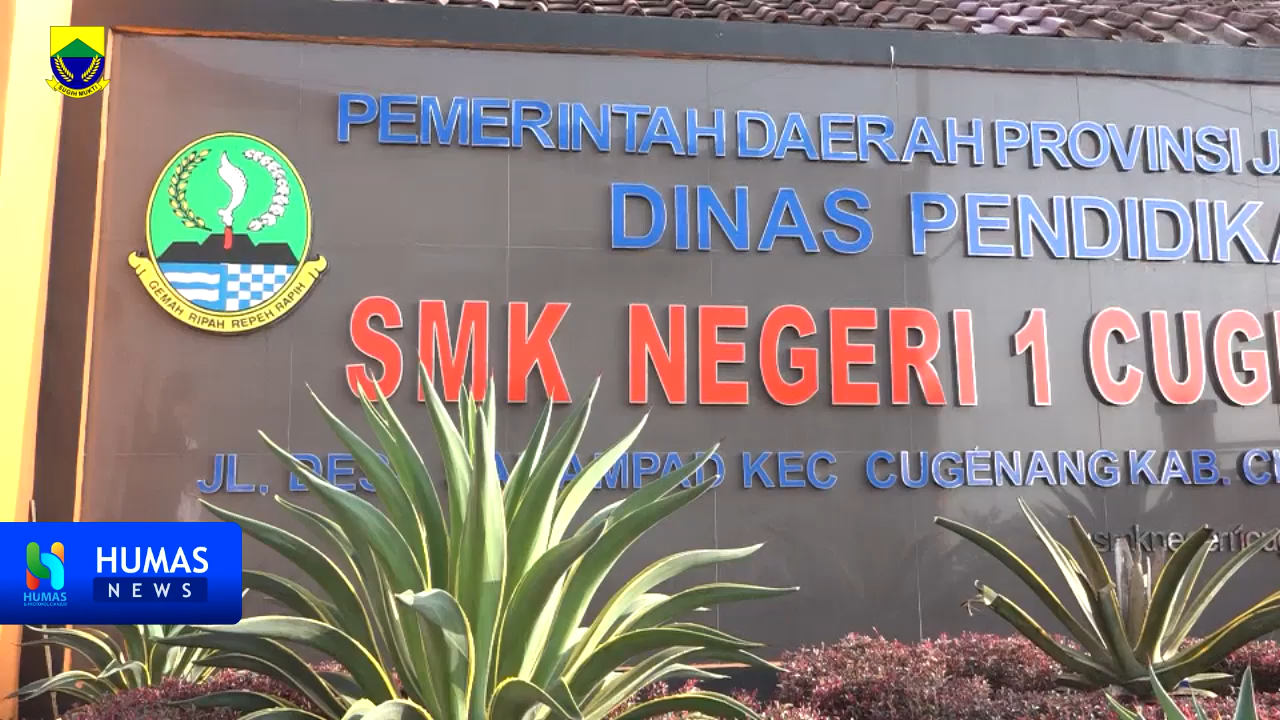 SUGIH MUKTI
PEMERINTAH DAERAH PROVINSI J
DINAS PENDIDIKA
GEMAH RIPAH REPEH RAPIH
SMK NEGERI 1 CUGE
JL. DES AMPAD KEC CUGENANG KAB. C
HUMAS
NEWS
HUMAS